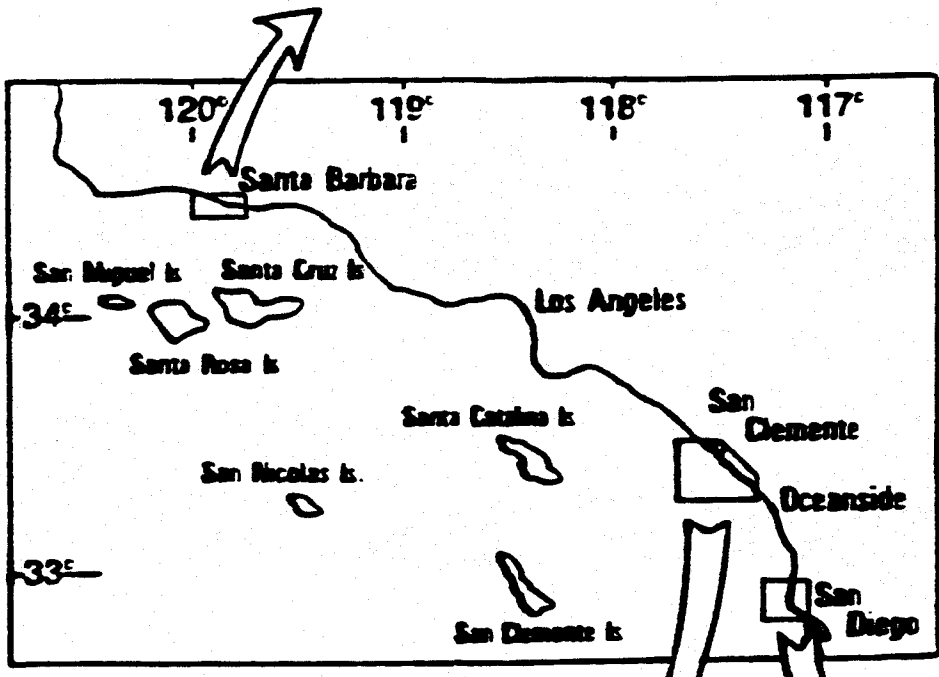 120° 119° 118° 117°
Santa Barbara
San Miguel Is Santa Cruz Is
34° Los Angeles
Santa Rosa Is
San
Santa Catalina Is Clemente
San Nicolas Is.
Oceanside
33°
San
San Clemente Is Diego